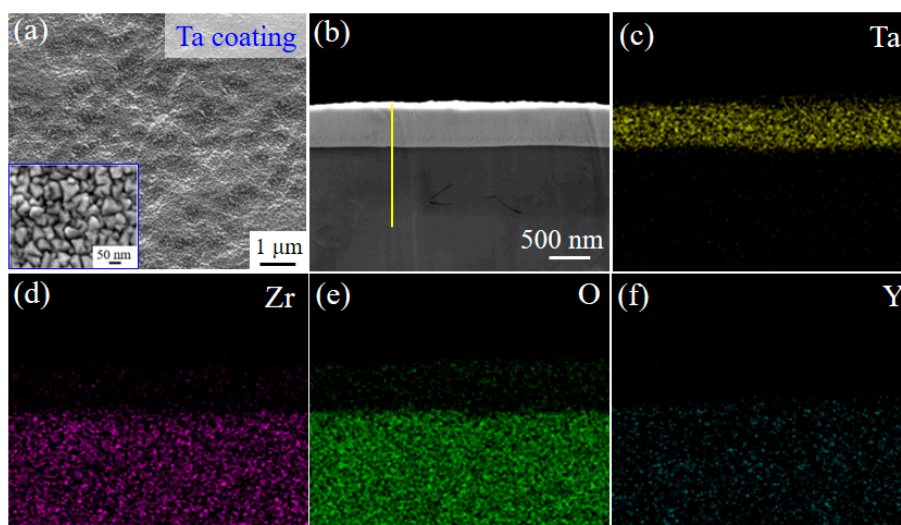 (a)
Ta coating
50 nm
1 μm
(b)
500 nm
(c)
Ta
(d)
Zr
(e)
O
(f)
Y